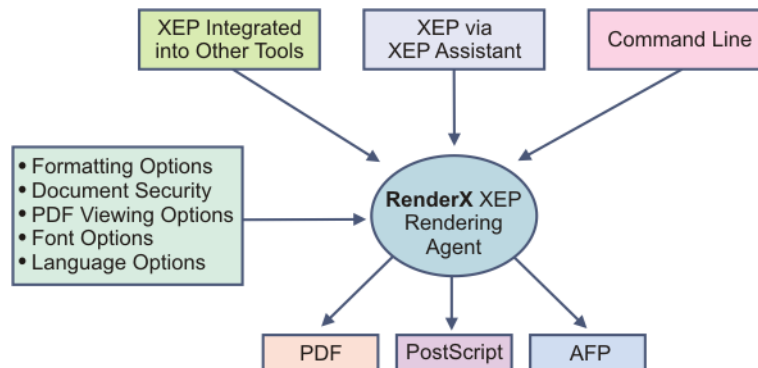 XEP Integrated
into Other Tools
XEP via
XEP Assistant
Command Line
• Formatting Options
• Document Security
• PDF Viewing Options
• Font Options
• Language Options
RenderX XEP
Rendering
Agent
PDF
PostScript
AFP